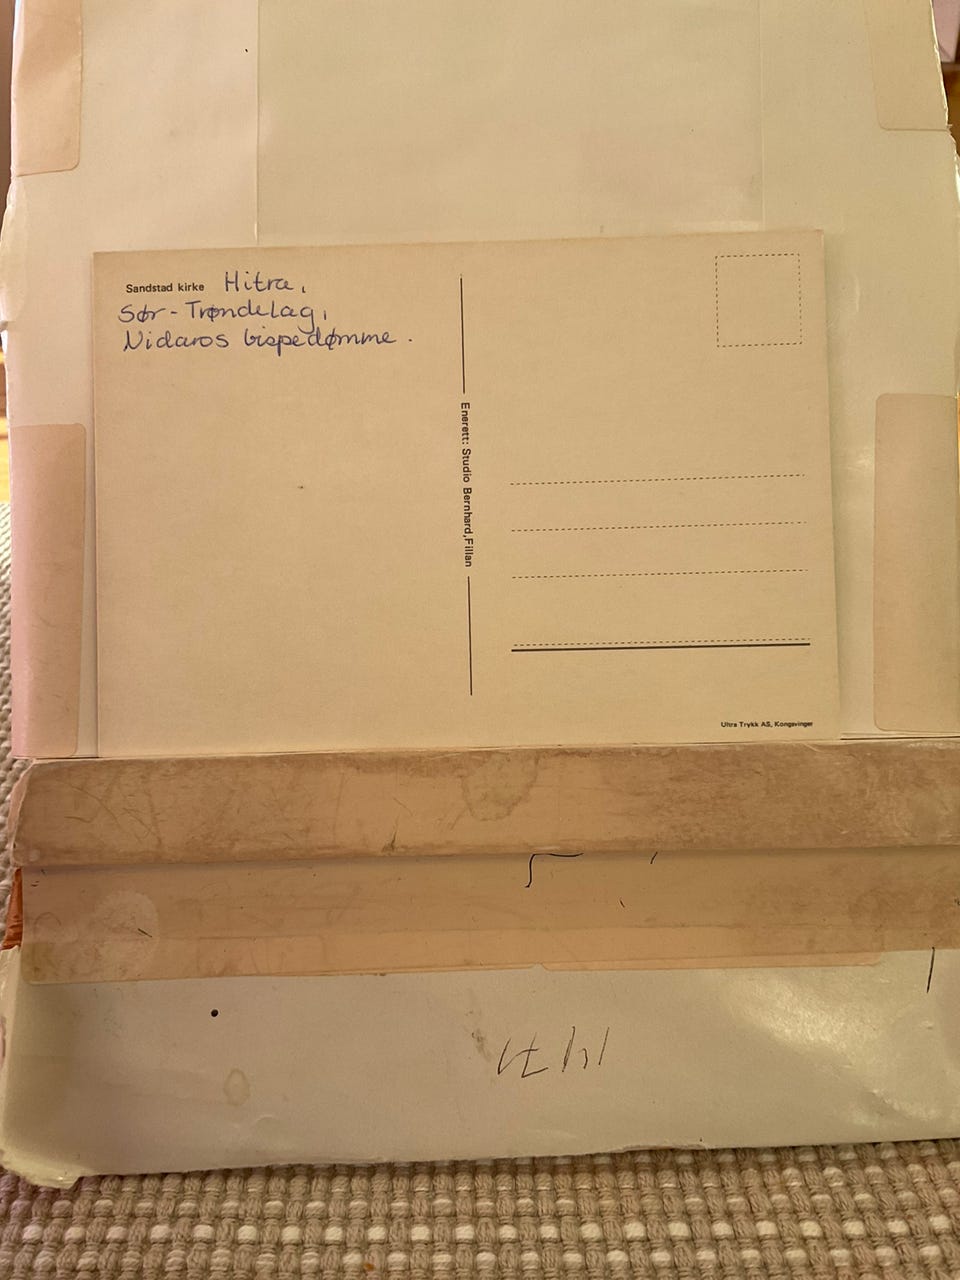 Sandstad kirke Hitra,
Sør-Trøndelag,
Nidaros bispedømme.
Enerett: Studio Bernhard, Fillan
Ultra Trykk AS, Kongsvinger